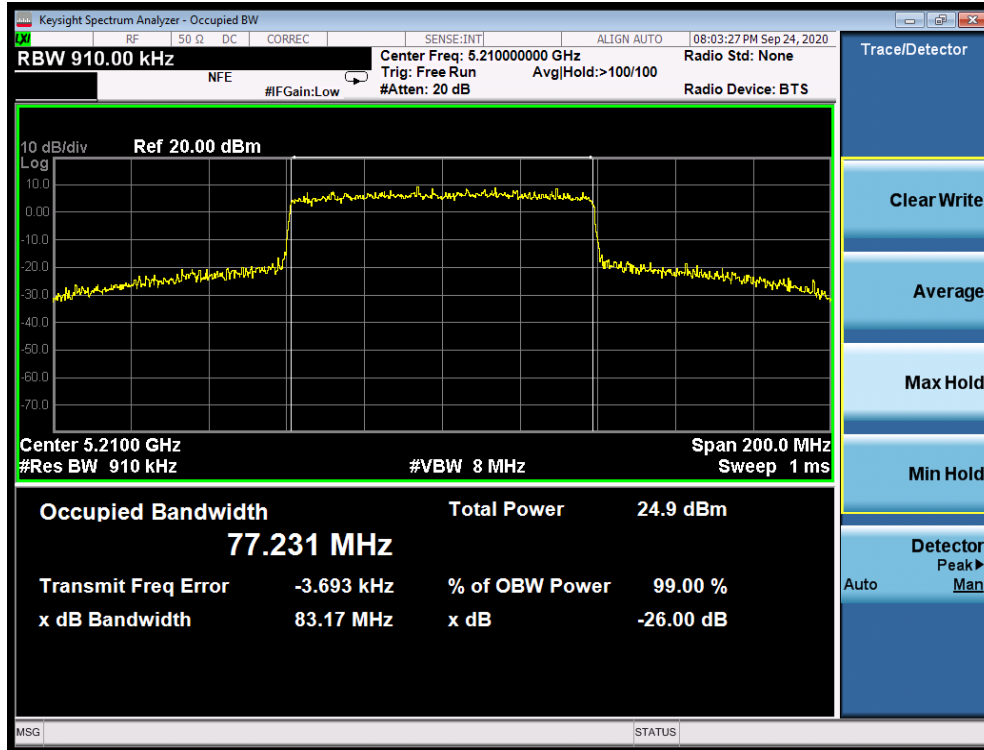 Keysight Spectrum Analyzer - Occupied BW
LXI RF 50 Ω DC CORREC SENSE:INT ALIGN AUTO 08:03:27 PM Sep 24, 2020
RBW 910.00 kHz
NFE
#IFGain:Low
Center Freq: 5.210000000 GHz
Trig: Free Run Avg|Hold:>100/100
#Atten: 20 dB
Radio Std: None
Radio Device: BTS
10 dB/div Ref 20.00 dBm
Log
10.0
0.00
-10.0
-20.0
-30.0
-40.0
-50.0
-60.0
-70.0
Center 5.2100 GHz Span 200.0 MHz
#Res BW 910 kHz #VBW 8 MHz Sweep 1 ms
Occupied Bandwidth Total Power 24.9 dBm
77.231 MHz
Transmit Freq Error -3.693 kHz % of OBW Power 99.00 %
x dB Bandwidth 83.17 MHz x dB -26.00 dB
MSG STATUS
Trace/Detector
Clear Write
Average
Max Hold
Min Hold
Detector
Peak▶
Auto Man